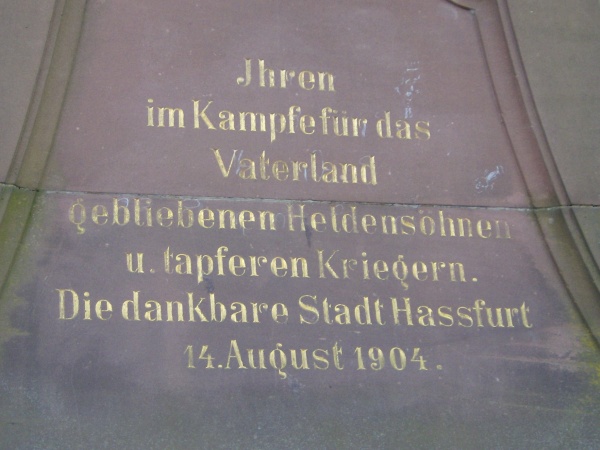 Jhren
im Kampfe für das
Vaterland
gebliebenen Heldensöhnen
u. tapferen Kriegern.
Die dankbare Stadt Hassfurt
14. August 1904.